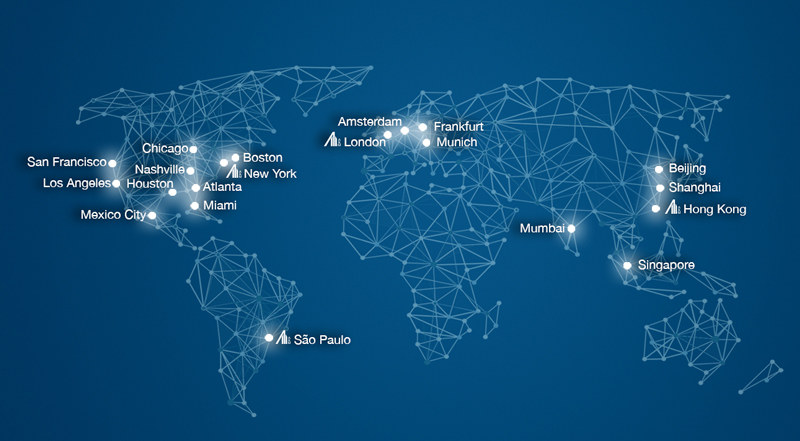 Amsterdam
Frankfurt
London
Munich
Chicago
San Francisco
Boston
Nashville
New York
Los Angeles
Houston
Atlanta
Miami
Mexico City
Beijing
Shanghai
Hong Kong
Mumbai
Singapore
São Paulo